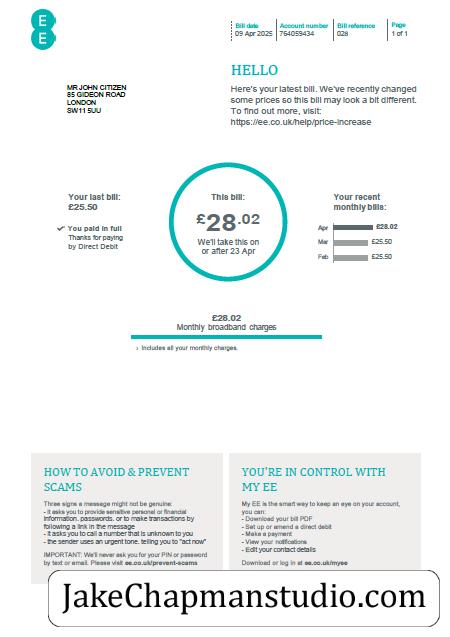 EE
Bill date
09 Apr 2025
Account number
764059434
Bill reference
028
Page
1 of 1
HELLO
Here's your latest bill. We've recently changed
some prices so this bill may look a bit different.
To find out more, visit:
https://ee.co.uk/help/price-increase
MR JOHN CITIZEN
85 GIDEON ROAD
LONDON
SW11 5UU
Your last bill:
£25.50
You paid in full
Thanks for paying
by Direct Debit
This bill:
£28.02
We'll take this on
or after 23 Apr
Your recent
monthly bills:
Apr £28.02
Mar £25.50
Feb £25.50
£28.02
Monthly broadband charges
› Includes all your monthly charges.
HOW TO AVOID & PREVENT
SCAMS
Three signs a message might not be genuine:
- it asks you to provide sensitive personal or financial
information, passwords, or to make transactions by
following a link in the message
- it asks you to call a number that is unknown to you
- the sender uses an urgent tone, telling you to "act now"
IMPORTANT: We'll never ask you for your PIN or password
by text or email. Please visit ee.co.uk/prevent-scams
YOU'RE IN CONTROL WITH
MY EE
My EE is the smart way to keep an eye on your account,
you can:
- Download your bill PDF
- Set up or amend a direct debit
- Make a payment
- View your notifications
- Edit your contact details
Download or log in at ee.co.uk/myee
JakeChapmanstudio.com